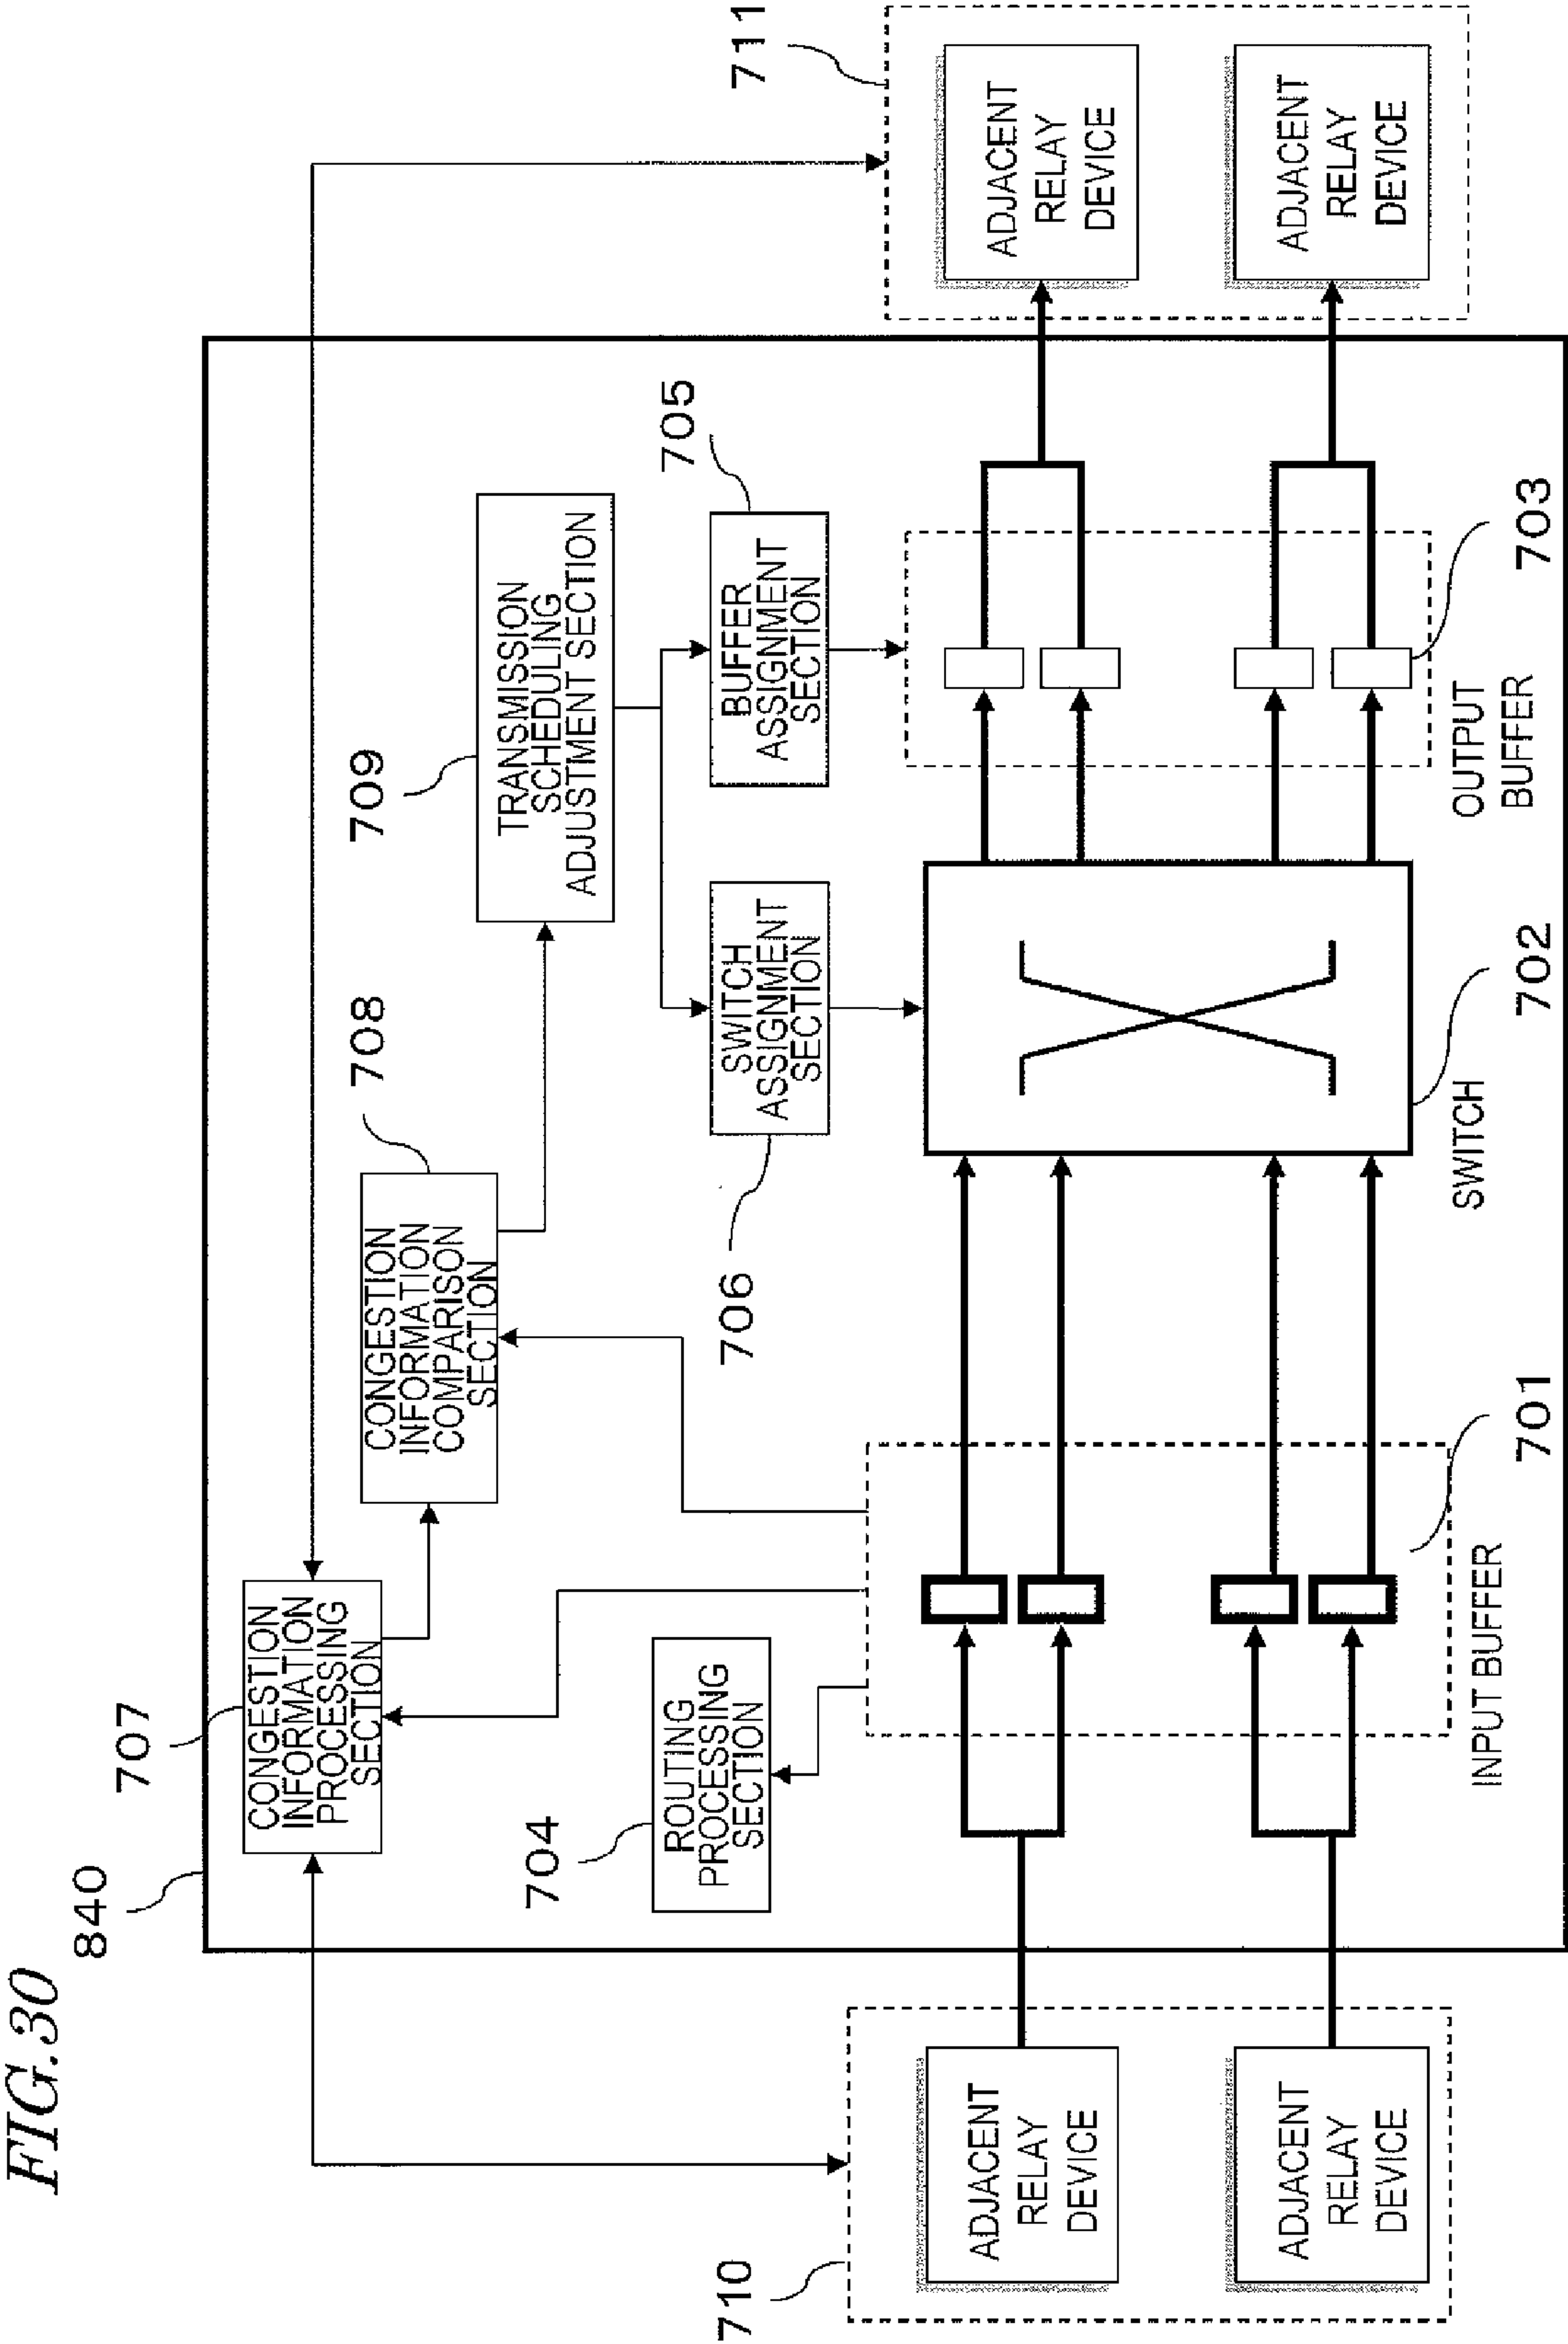 FIG.30
840
707
CONGESTION
INFORMATION
PROCESSING
SECTION
708
CONGESTION
INFORMATION
COMPARISON
SECTION
709
TRANSMISSION
SCHEDULING
ADJUSTMENT SECTION
711
704
ROUTING
PROCESSING
SECTION
706
SWITCH
ASSIGNMENT
SECTION
705
BUFFER
ASSIGNMENT
SECTION
710
ADJACENT
RELAY
DEVICE
ADJACENT
RELAY
DEVICE
ADJACENT
RELAY
DEVICE
ADJACENT
RELAY
DEVICE
INPUT BUFFER
701
SWITCH
702
OUTPUT
BUFFER
703